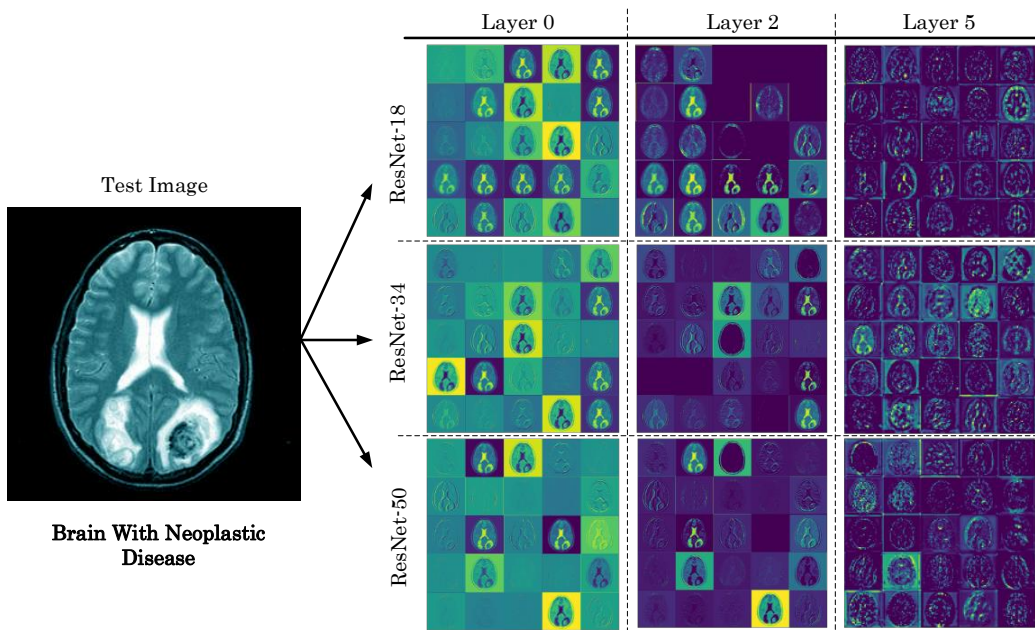 Layer 0
Layer 2
Layer 5
ResNet-18
Test Image
ResNet-34
ResNet-50
Brain With Neoplastic
Disease